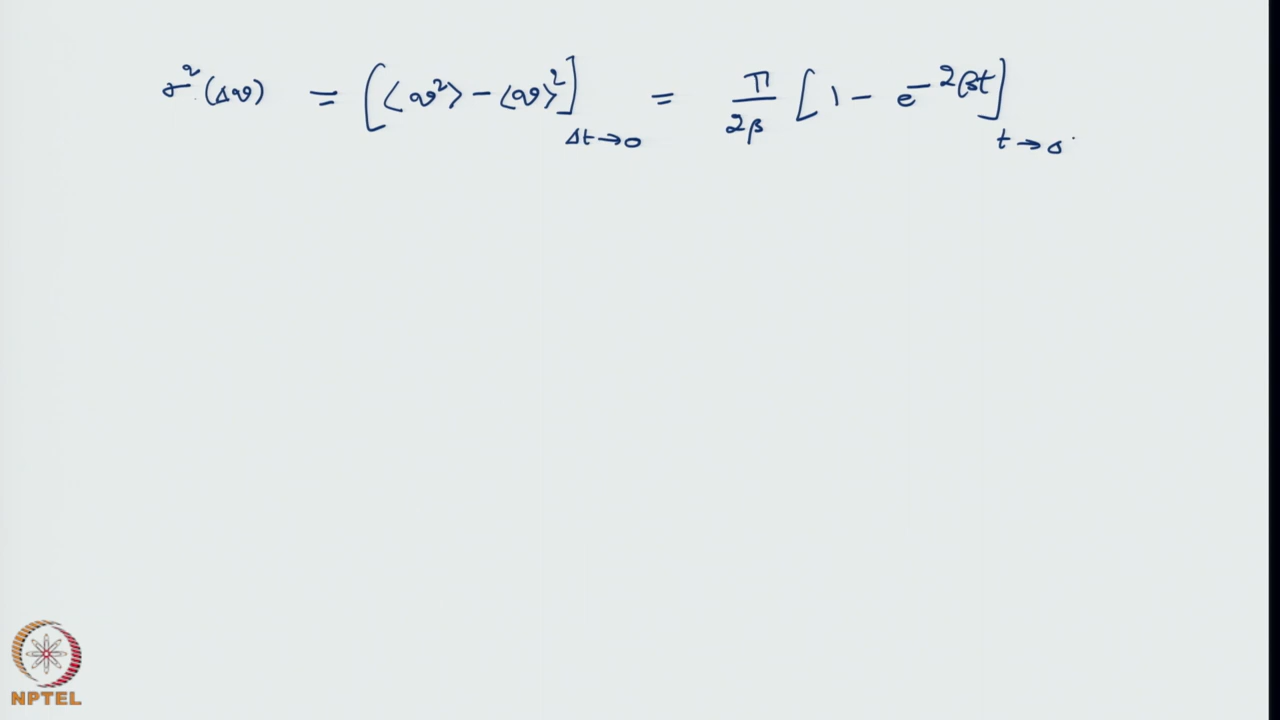 σ²(Δv) = [⟨v²⟩ - ⟨v⟩²]Δt→0 = π/2β [1 - e^-2βt]t→0
NPTEL